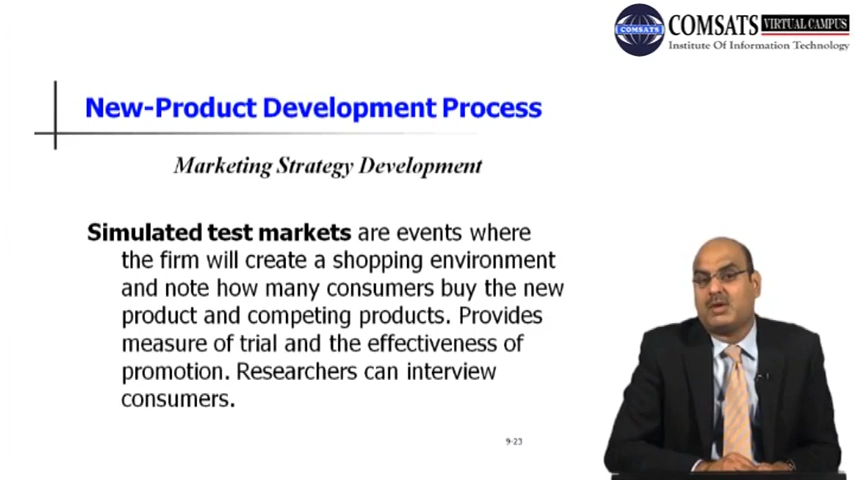 COMSATS
COMSATS VIRTUAL CAMPUS
Institute Of Information Technology
New-Product Development Process
Marketing Strategy Development
Simulated test markets are events where
the firm will create a shopping environment
and note how many consumers buy the new
product and competing products. Provides
measure of trial and the effectiveness of
promotion. Researchers can interview
consumers.
9-23